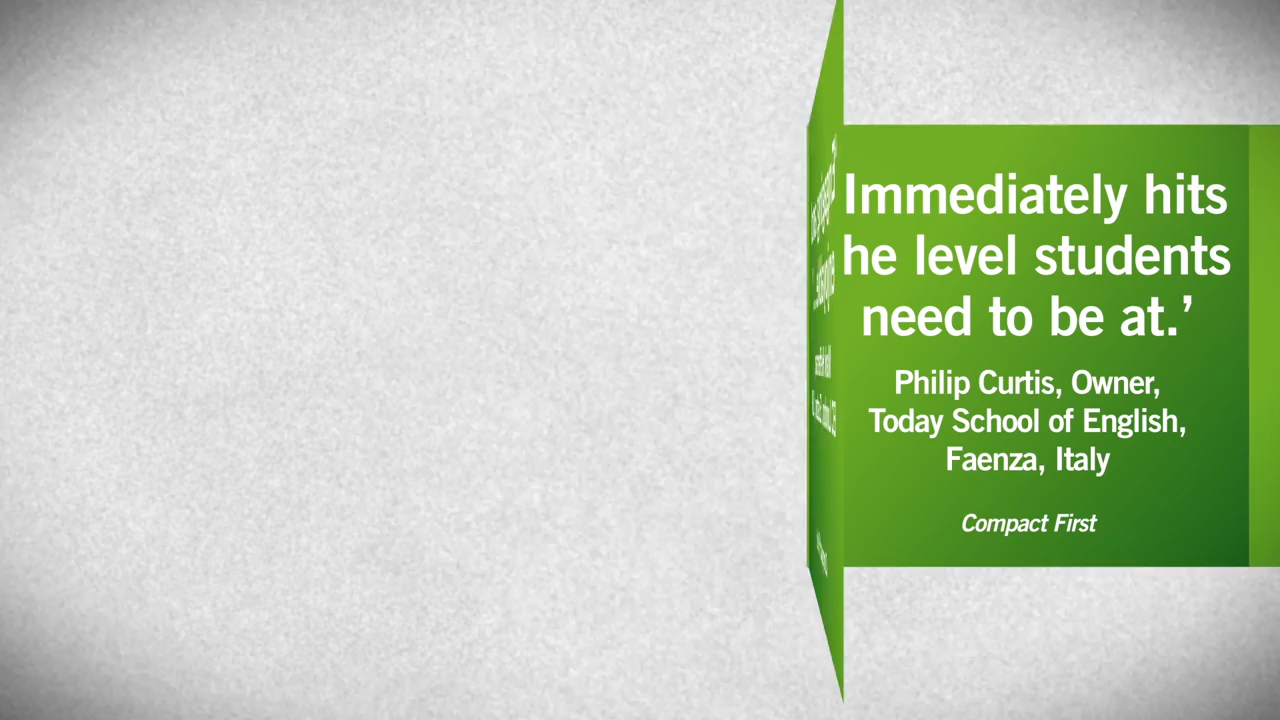 Immediately hits
he level students
need to be at.’
Philip Curtis, Owner,
Today School of English,
Faenza, Italy
Compact First